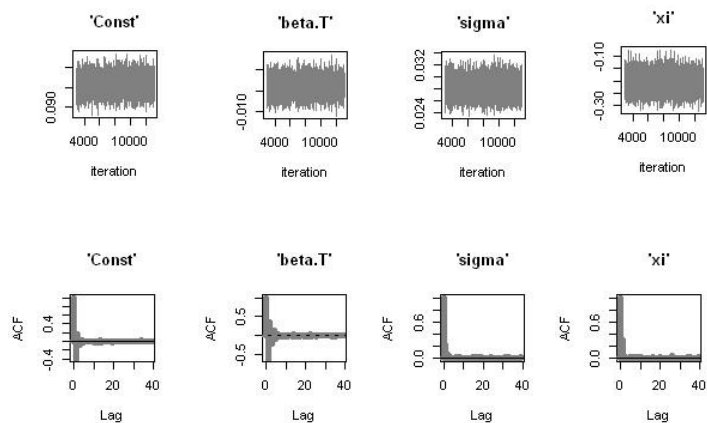 'Const' 'beta.T' 'sigma' 'xi'
0.090 -0.010 0.024 0.032 -0.30 -0.10
4000 10000 4000 10000 4000 10000 4000 10000
iteration iteration iteration iteration
'Const' 'beta.T' 'sigma' 'xi'
ACF ACF ACF ACF
-0.4 0.4 -0.5 0.5 0.0 0.6 0.0 0.6
0 20 40 0 20 40 0 20 40 0 20 40
Lag Lag Lag Lag